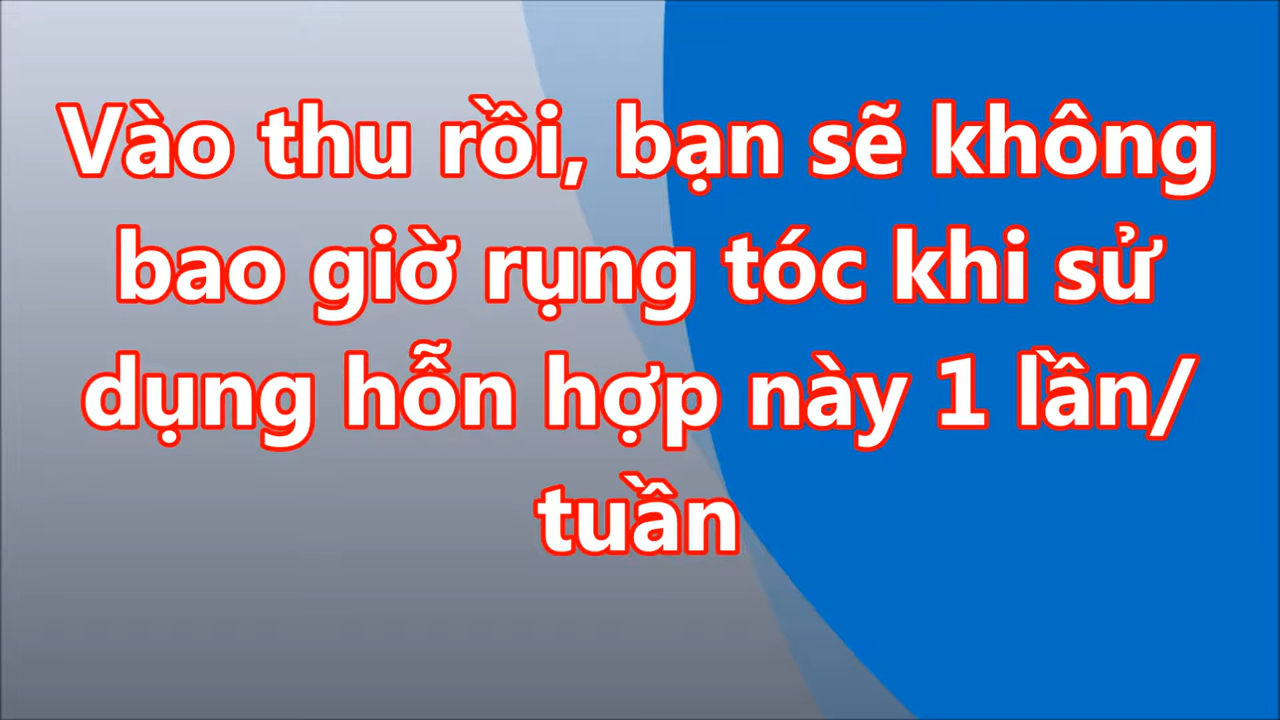 Vào thu rồi, bạn sẽ không
bao giờ rụng tóc khi sử
dụng hỗn hợp này 1 lần/
tuần